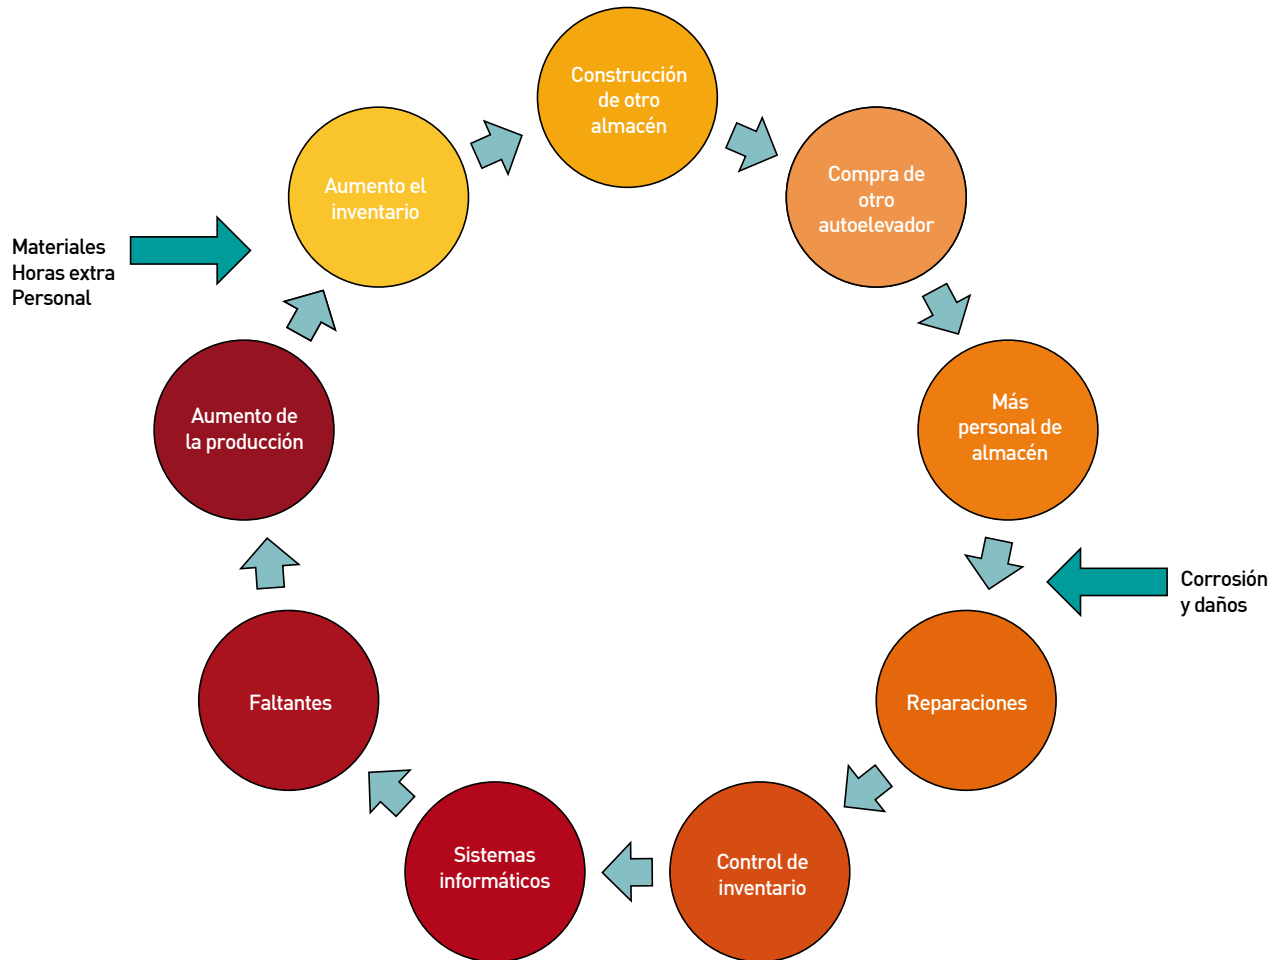 Construcción
de otro
almacén
Compra de
otro
autoelevador
Más
personal de
almacén
Corrosión
y daños
Reparaciones
Control de
inventario
Sistemas
informáticos
Faltantes
Aumento de
la producción
Materiales
Horas extra
Personal
Aumento el
inventario